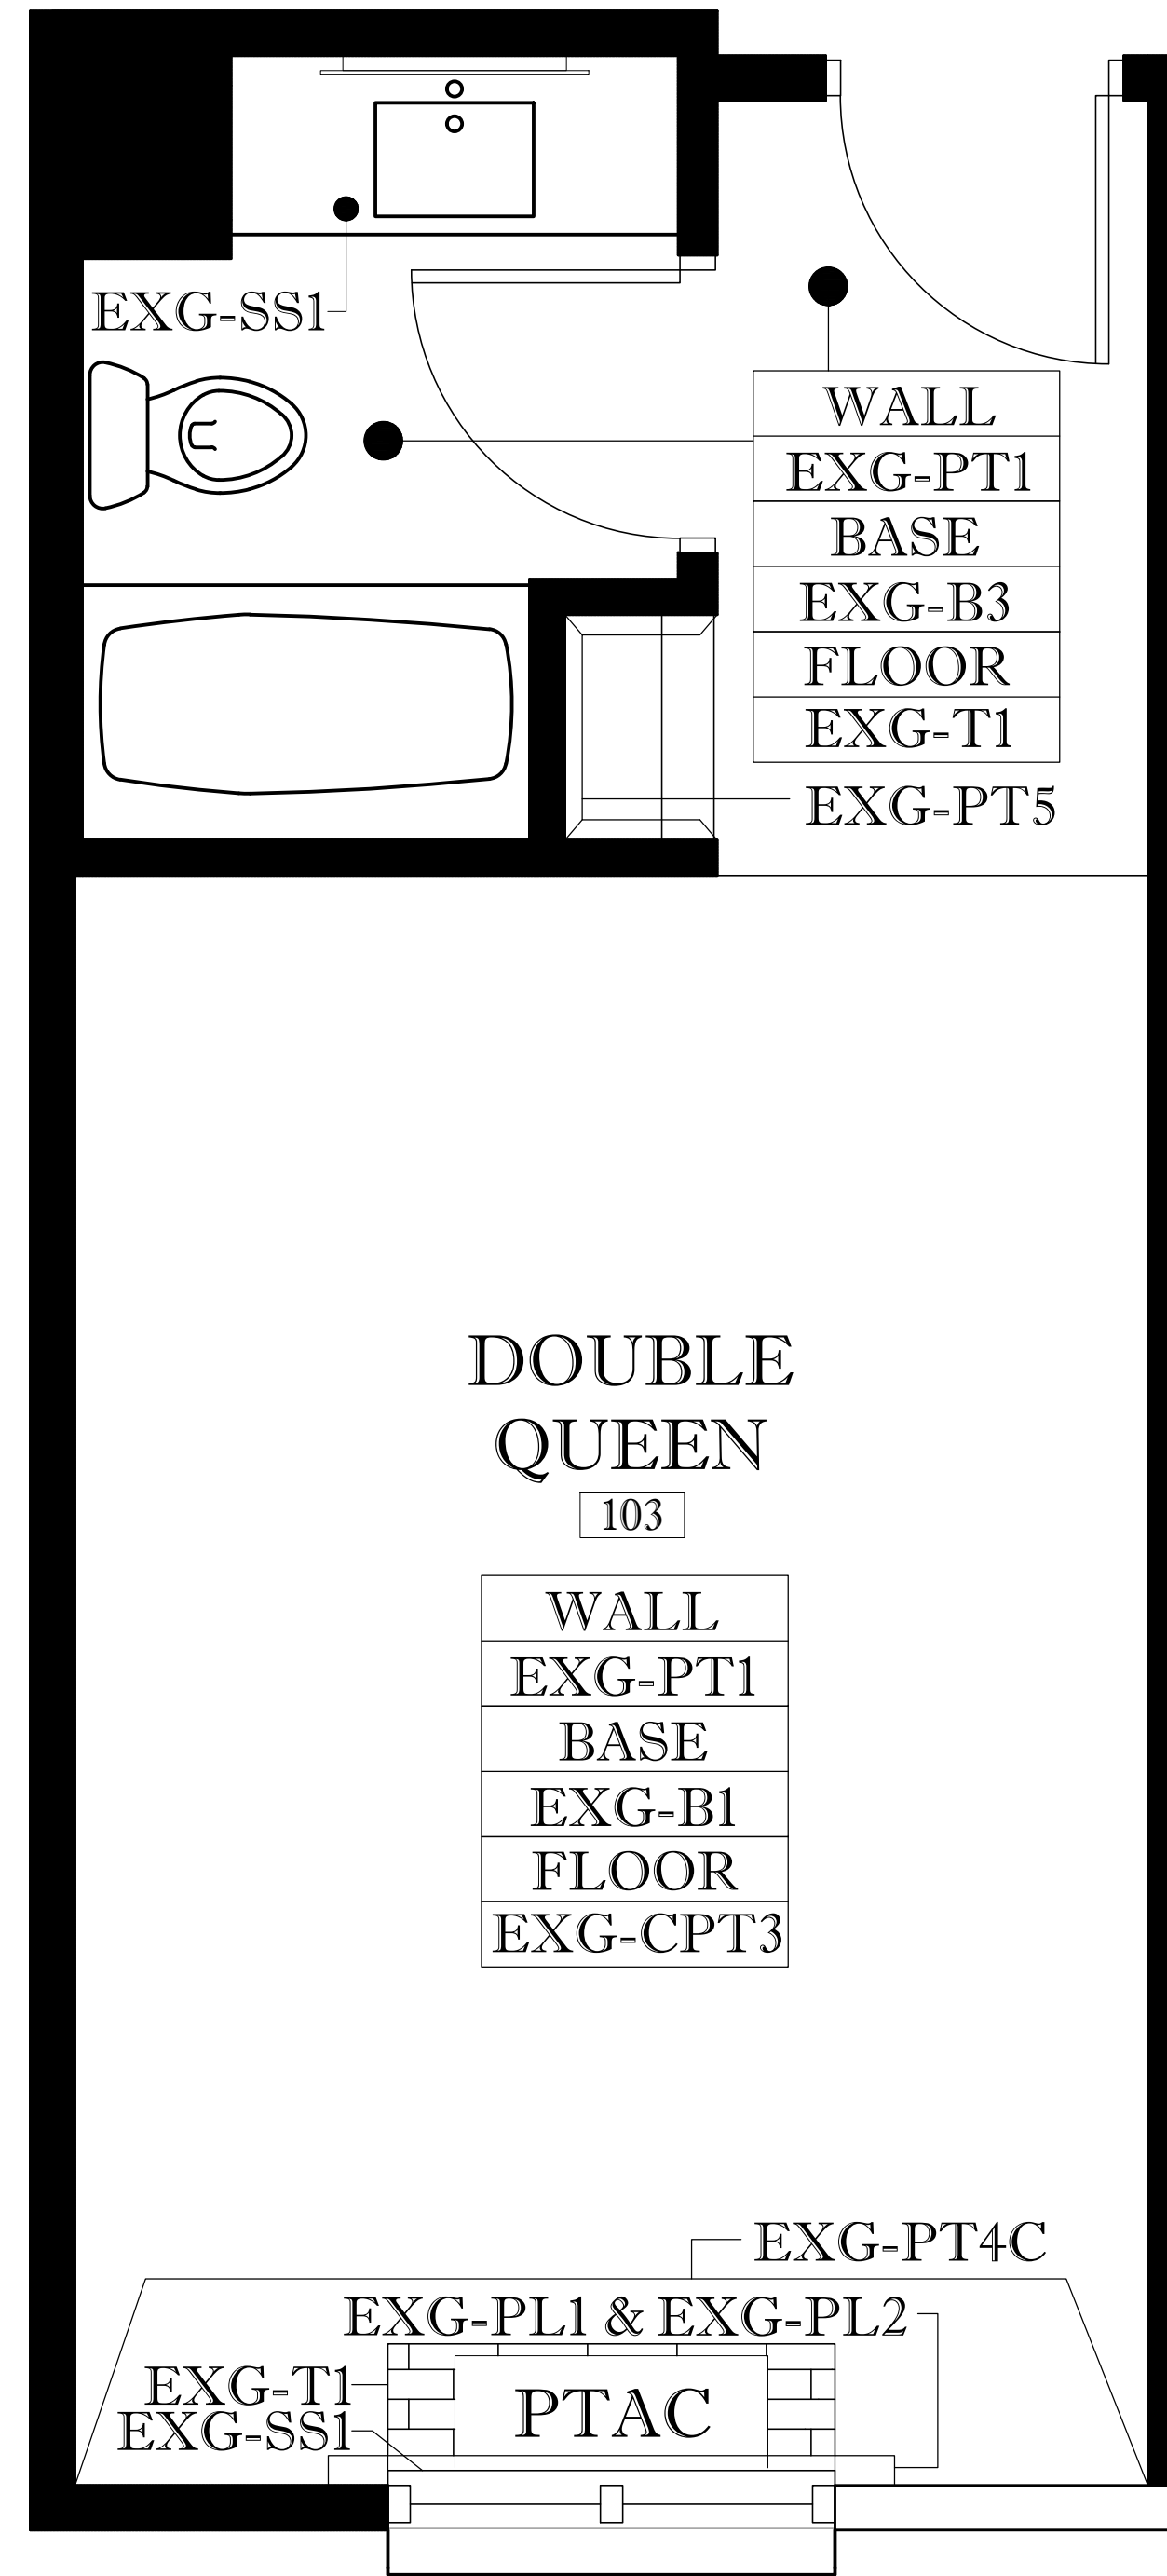 EXG-SS1
WALL
EXG-PT1
BASE
EXG-B3
FLOOR
EXG-T1
EXG-PT5
DOUBLE
QUEEN
103
WALL
EXG-PT1
BASE
EXG-B1
FLOOR
EXG-CPT3
EXG-PT4C
EXG-PL1 & EXG-PL2
EXG-T1
PTAC
EXG-SS1